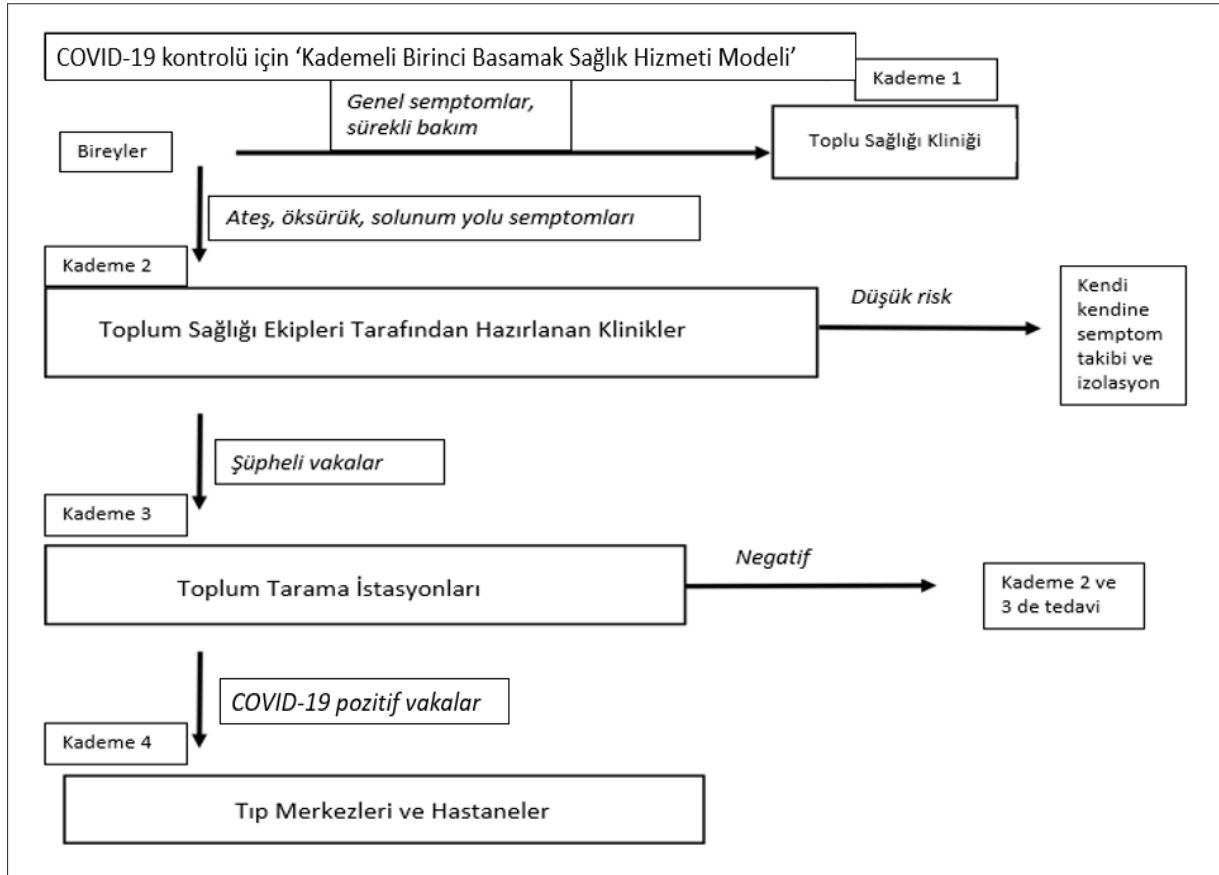 COVID-19 kontrolü için ‘Kademeli Birinci Basamak Sağlık Hizmeti Modeli’
Kademe 1
Genel semptomlar,
sürekli bakım
Bireyler
Toplu Sağlığı Kliniği
Ateş, öksürük, solunum yolu semptomları
Kademe 2
Toplum Sağlığı Ekipleri Tarafından Hazırlanan Klinikler
Düşük risk
Kendi
kendine
semptom
takibi ve
izolasyon
Şüpheli vakalar
Kademe 3
Toplum Tarama İstasyonları
Negatif
Kademe 2 ve
3 de tedavi
COVID-19 pozitif vakalar
Kademe 4
Tıp Merkezleri ve Hastaneler